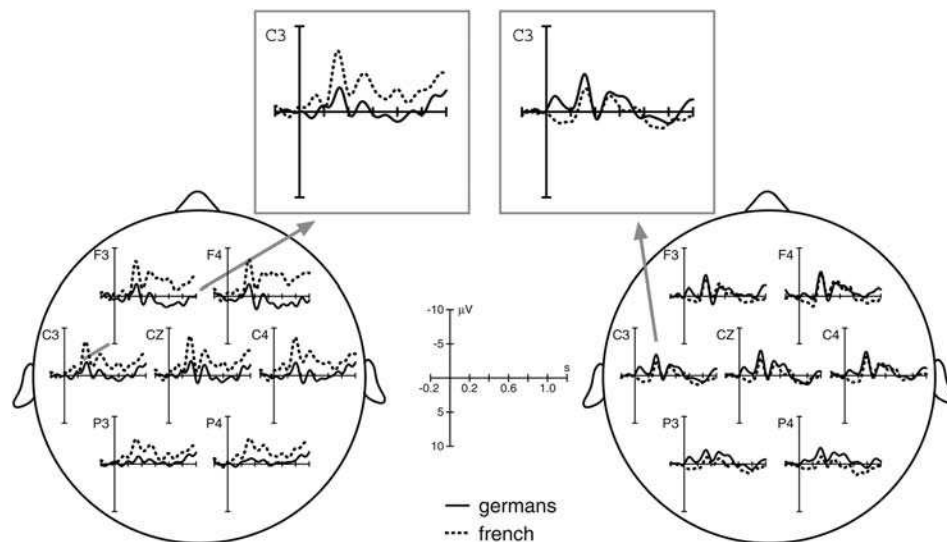 C3
C3
F3
F4
C3
CZ
C4
P3
P4
-10 µV
-5
s
-0.2 0.2 0.6 1.0
5
10
F3
F4
C3
CZ
C4
P3
P4
germans
french